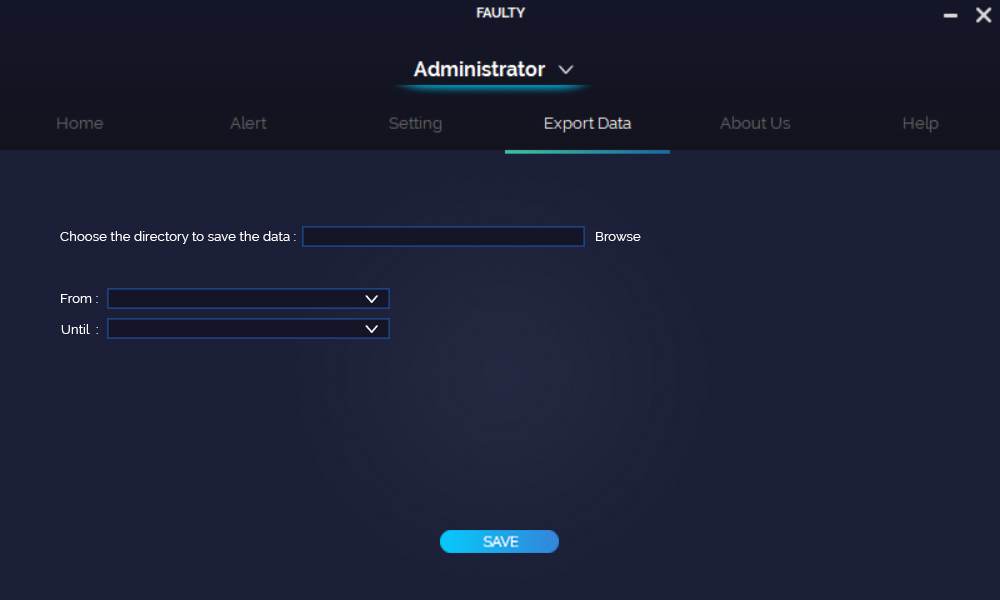 FAULTY
Administrator
Home Alert Setting Export Data About Us Help
Choose the directory to save the data : Browse
From :
Until :
SAVE